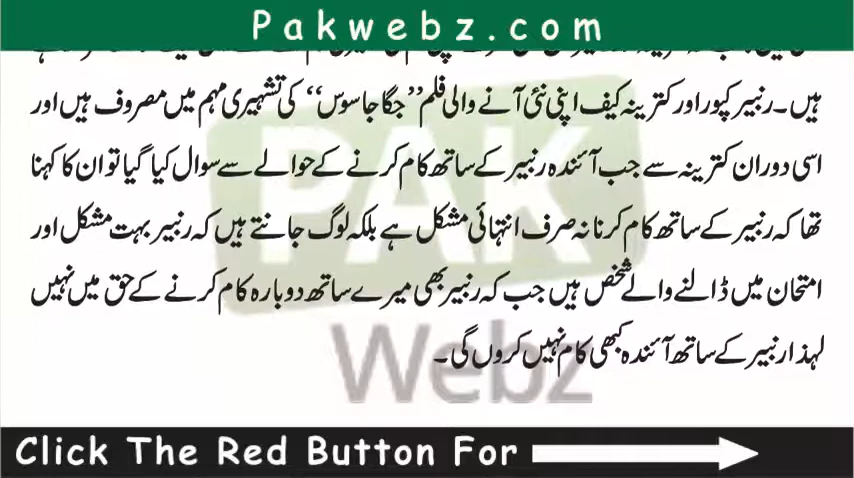 Pakwebz.com
ہیں۔ رنبیر کپور اور کترینہ کیف اپنی نئی آنے والی فلم ’’جگا جاسوس‘‘ کی تشہیری مہم میں مصروف ہیں اور
اسی دوران کترینہ سے جب آئندہ رنبیر کے ساتھ کام کرنے کے حوالے سے سوال کیا گیا تو ان کا کہنا
تھا کہ رنبیر کے ساتھ کام کرنا نہ صرف انتہائی مشکل ہے بلکہ لوگ جانتے ہیں کہ رنبیر بہت مشکل اور
امتحان میں ڈالنے والے شخص ہیں جب کہ رنبیر بھی میرے ساتھ دوبارہ کام کرنے کے حق میں نہیں
لہذا رنبیر کے ساتھ آئندہ کبھی کام نہیں کروں گی۔
PAK
Webz
Click The Red Button For